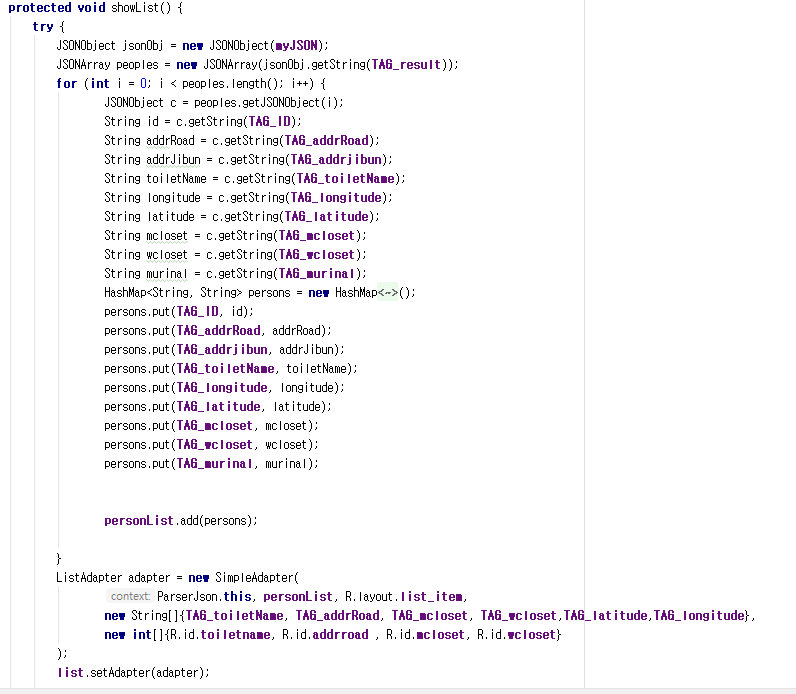 protected void showList() {
try {
JSONObject jsonObj = new JSONObject(myJSON);
JSONArray peoples = new JSONArray(jsonObj.getString(TAG_result));
for (int i = 0; i < peoples.length(); i++) {
JSONObject c = peoples.getJSONObject(i);
String id = c.getString(TAG_ID);
String addrRoad = c.getString(TAG_addrRoad);
String addrJibun = c.getString(TAG_addrjibun);
String toiletName = c.getString(TAG_toiletName);
String longitude = c.getString(TAG_longitude);
String latitude = c.getString(TAG_latitude);
String mcloset = c.getString(TAG_mcloset);
String wcloset = c.getString(TAG_wcloset);
String murinal = c.getString(TAG_murinal);
HashMap<String, String> persons = new HashMap<~>();
persons.put(TAG_ID, id);
persons.put(TAG_addrRoad, addrRoad);
persons.put(TAG_addrjibun, addrJibun);
persons.put(TAG_toiletName, toiletName);
persons.put(TAG_longitude, longitude);
persons.put(TAG_latitude, latitude);
persons.put(TAG_mcloset, mcloset);
persons.put(TAG_wcloset, wcloset);
persons.put(TAG_murinal, murinal);
personList.add(persons);
}
ListAdapter adapter = new SimpleAdapter(
context: ParserJson.this, personList, R.layout.list_item,
new String[]{TAG_toiletName, TAG_addrRoad, TAG_mcloset, TAG_wcloset,TAG_latitude,TAG_longitude},
new int[]{R.id.toiletname, R.id.addrroad , R.id.mcloset, R.id.wcloset}
);
list.setAdapter(adapter);